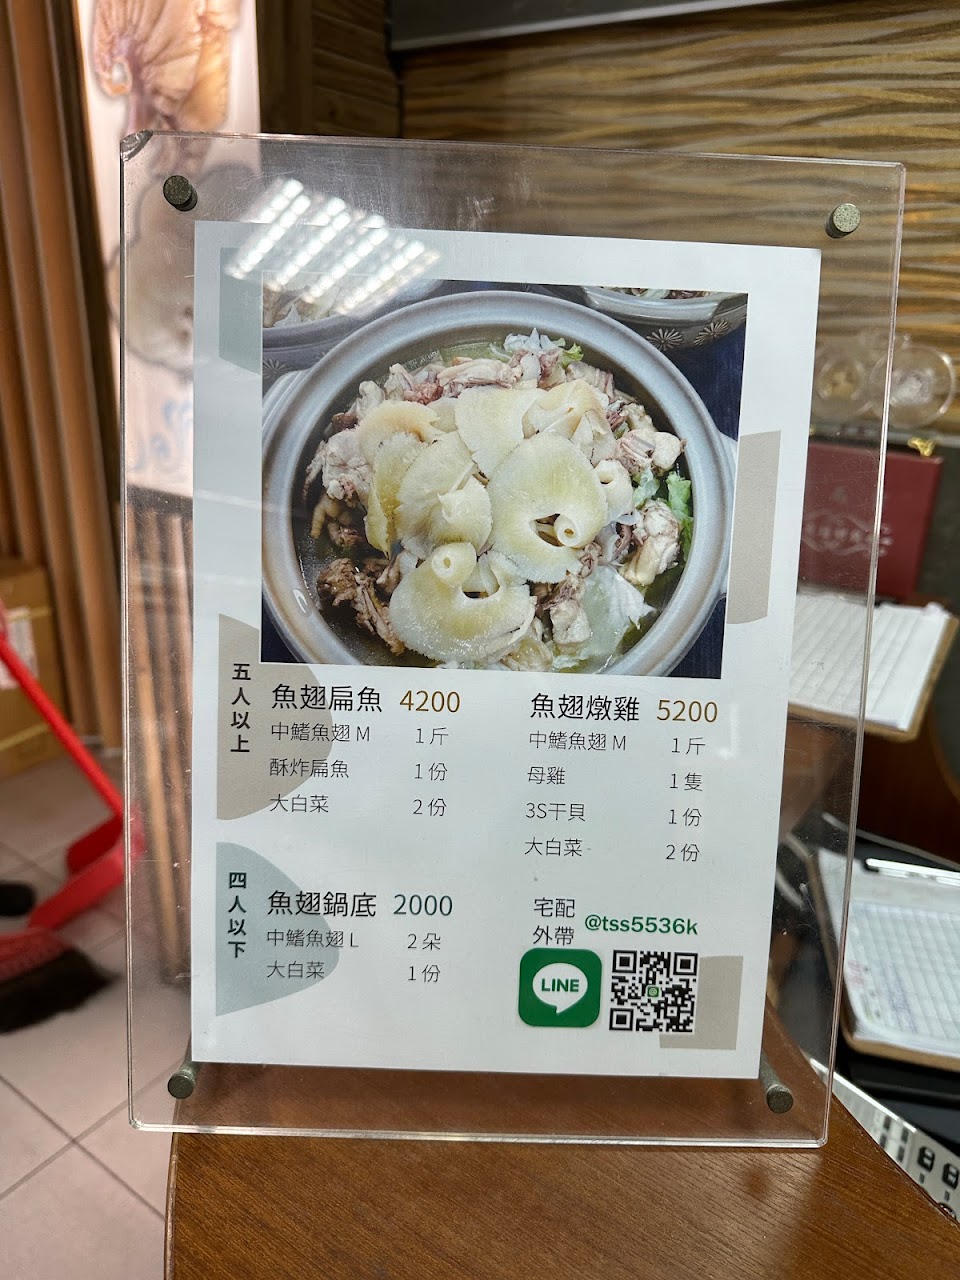 五人以上
魚翅扁魚 4200
中鰭魚翅 M 1斤
酥炸扁魚 1份
大白菜 2份
魚翅燉雞 5200
中鰭魚翅 M 1斤
母雞 1隻
3S干貝 1份
大白菜 2份
四人以下
魚翅鍋底 2000
中鰭魚翅 L 2朵
大白菜 1份
宅配
外帶
@tss5536k
LINE